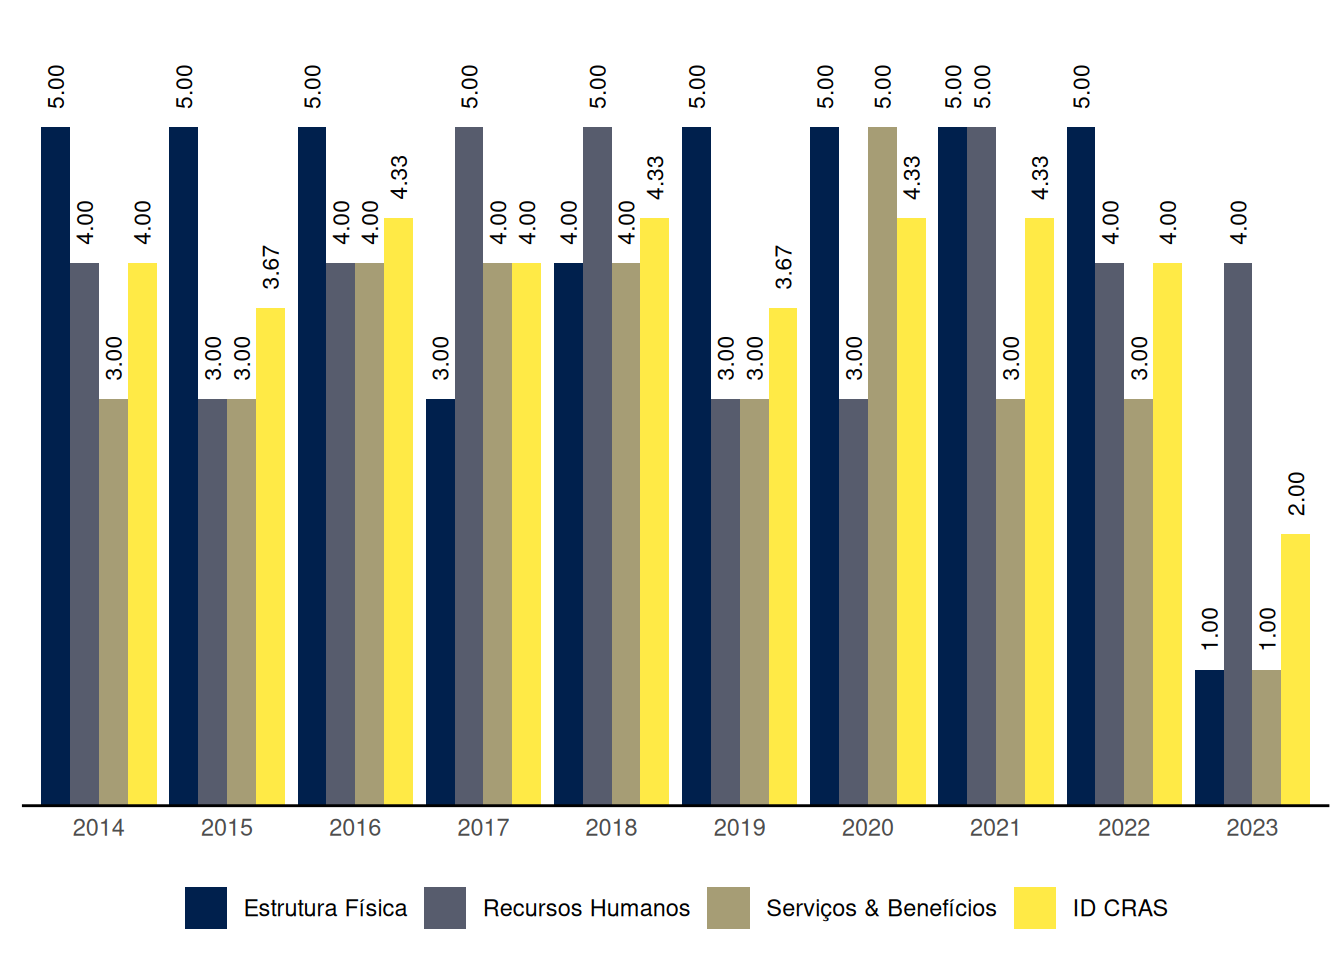 5.00 4.00 3.00 4.00 5.00 3.00 3.00 3.67 5.00 4.00 4.00 4.33 3.00 5.00 4.00 4.00 4.00 5.00 4.00 4.33 5.00 3.00 3.00 3.67 5.00 3.00 5.00 4.33 5.00 5.00 3.00 4.33 5.00 4.00 3.00 4.00 1.00 4.00 1.00 2.00
2014 2015 2016 2017 2018 2019 2020 2021 2022 2023
Estrutura Física Recursos Humanos Serviços & Benefícios ID CRAS